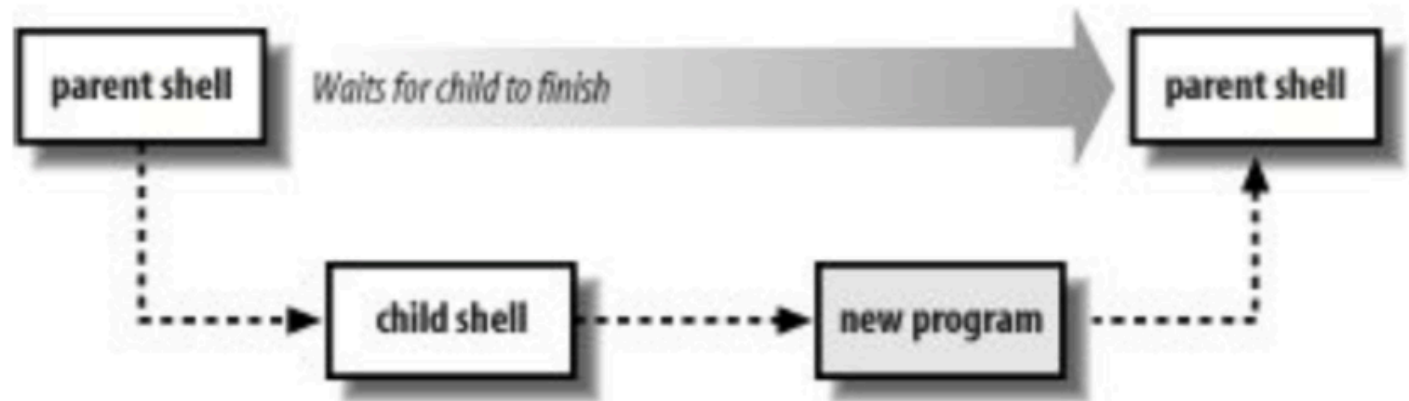 parent shell
Waits for child to finish
parent shell
child shell
new program